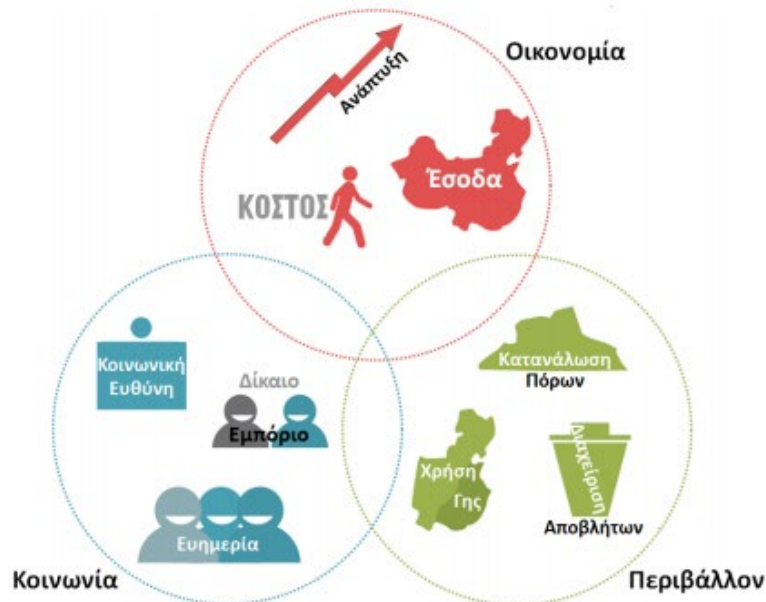 Οικονομία
Ανάπτυξη
Έσοδα
ΚΟΣΤΟΣ
Κοινωνική
Ευθύνη
Δίκαιο
Εμπόριο
Ευημερία
Κοινωνία
Κατανάλωση
Πόρων
Χρήση
Γης
Διαχείριση
Αποβλήτων
Περιβάλλον